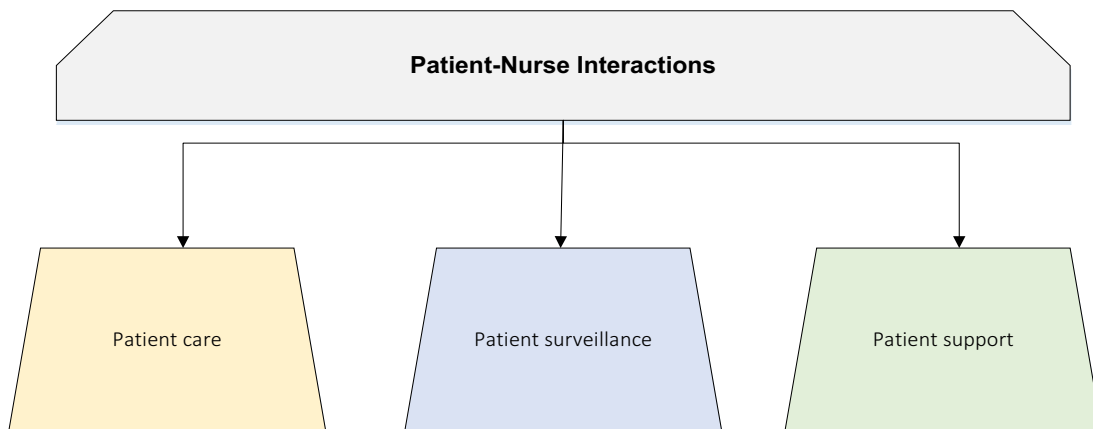 Patient-Nurse Interactions
Patient care
Patient surveillance
Patient support